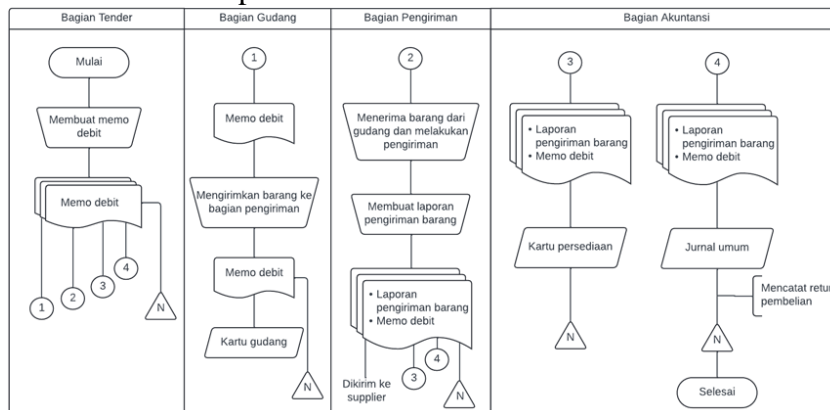 Bagian Tender
Bagian Gudang
Bagian Pengiriman
Bagian Akuntansi
Mulai
Membuat memo
debit
Memo debit
1
2
3
4
N
1
Memo debit
Mengirimkan barang ke
bagian pengiriman
Memo debit
Kartu gudang
N
2
Menerima barang dari
gudang dan melakukan
pengiriman
Membuat laporan
pengiriman barang
• Laporan
pengiriman barang
• Memo debit
Dikirim ke
supplier
3
4
N
3
• Laporan
pengiriman barang
• Memo debit
Kartu persediaan
N
4
• Laporan
pengiriman barang
• Memo debit
Jurnal umum
Mencatat retur
pembelian
N
Selesai